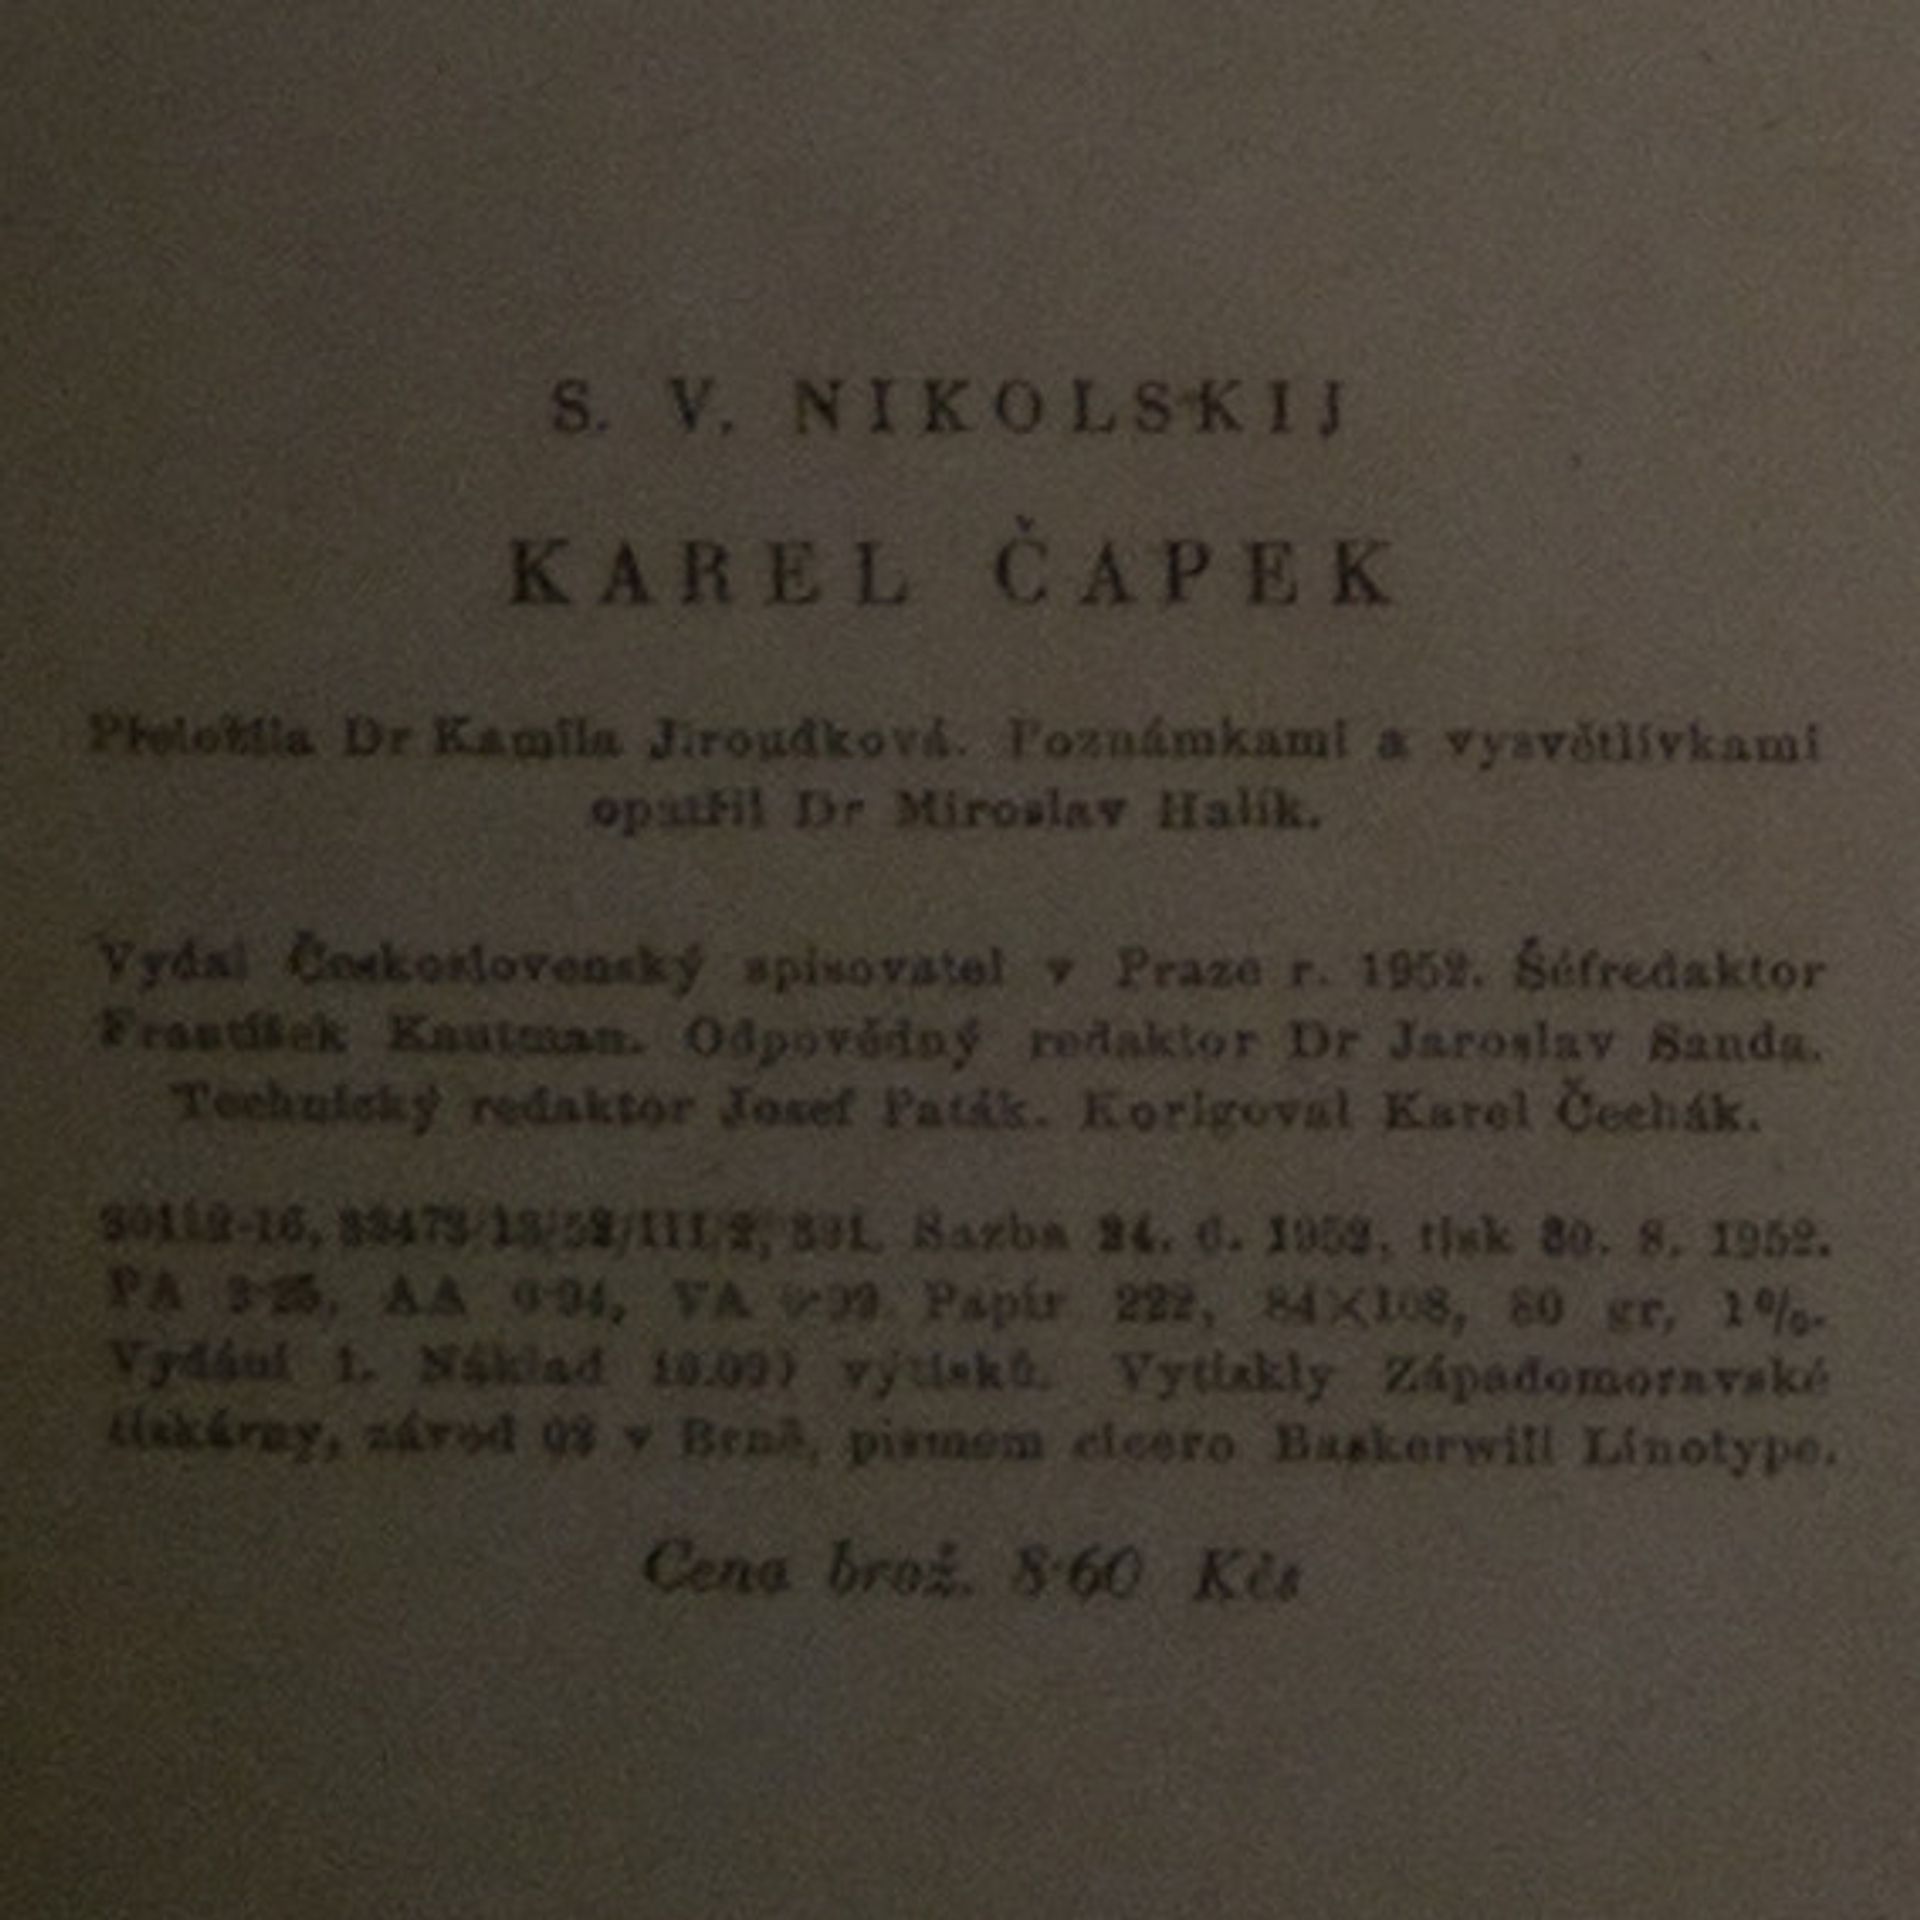 S. V. NIKOLSKIJ
KAREL ČAPEK
Přeložila Dr Kamila Jiroudková. Poznámkami a vysvětlivkami
opatřil Dr Miroslav Halík.
Vydal Československý spisovatel v Praze r. 1952. Šéfredaktor
František Kautman. Odpovědný redaktor Dr Jaroslav Sanda.
Technický redaktor Josef Paták. Korigoval Karel Čechák.
Sazba 24. 6. 1952, tisk 30. 8. 1952.
PA AA VA Papír 222, 84×108, 80 gr, 1%.
Vydání 1. Náklad výtisků. Vytiskly Západomoravské
tiskárny, závod 03 v Brně, písmem cicero Baskerwill Linotype.
Cena brož. 8·60 Kčs